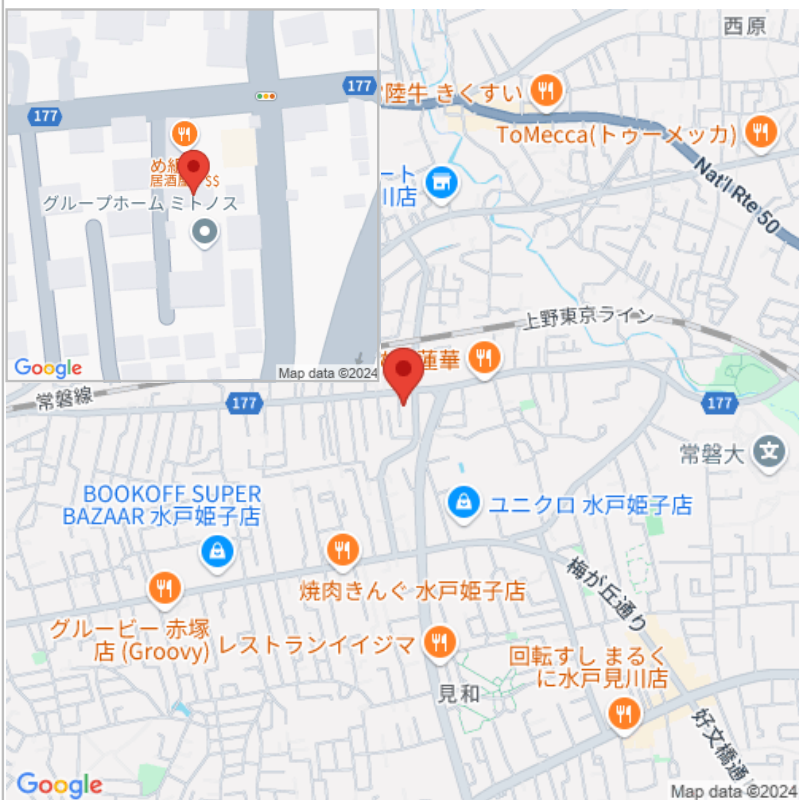 177
177
め組
居酒屋 $$
グループホーム ミトノス
Google
Map data ©2024
西原
陸牛 きくすい
ToMecca(トゥーメッカ)
Nat'l Rte 50
ート
川店
上野東京ライン
蓮華
常磐線
177
177
常磐大
BOOKOFF SUPER
BAZAAR 水戸姫子店
ユニクロ 水戸姫子店
焼肉きんぐ 水戸姫子店
梅が丘通り
グルービー 赤塚
店 (Groovy)
レストランイイジマ
回転すし まるく
に水戸見川店
見和
好文橋通
Google
Map data ©2024